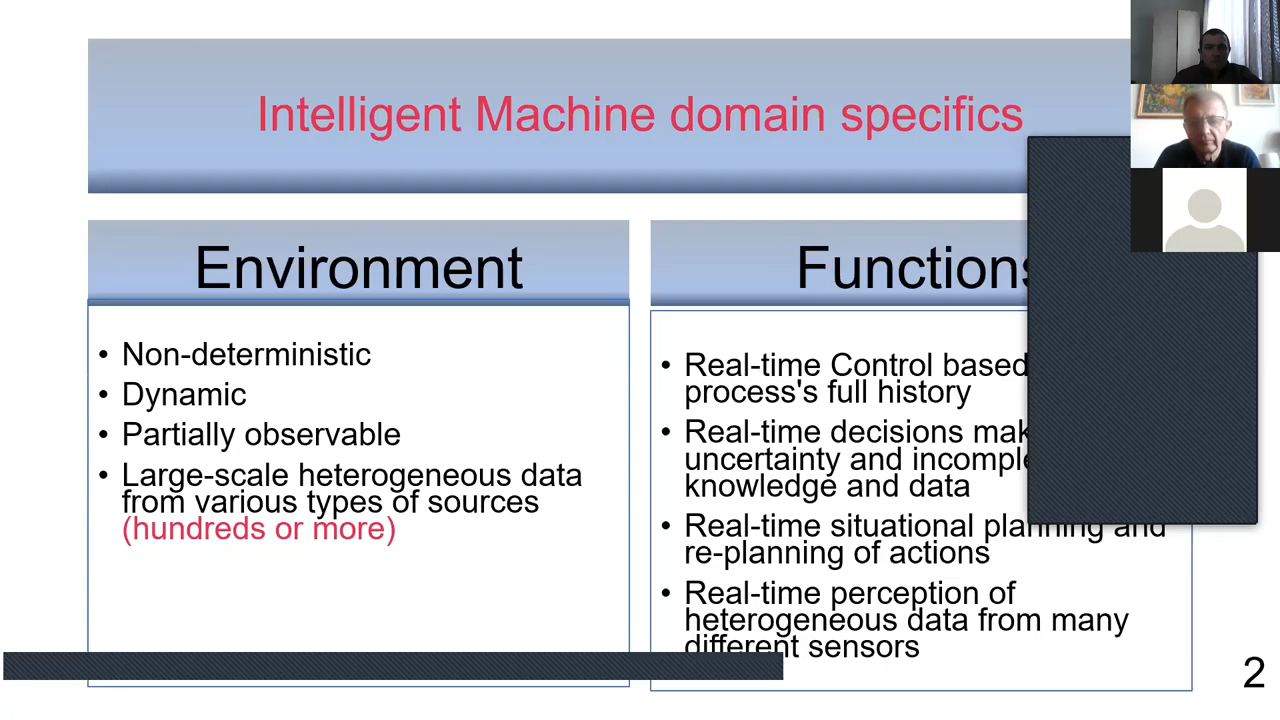 Intelligent Machine domain specifics
Environment
• Non-deterministic
• Dynamic
• Partially observable
• Large-scale heterogeneous data
from various types of sources
(hundreds or more)
Functions
• Real-time Control based
process's full history
• Real-time decisions
uncertainty and
knowledge and data
• Real-time situational planning and
re-planning of actions
• Real-time perception of
heterogeneous data from many
different sensors
2